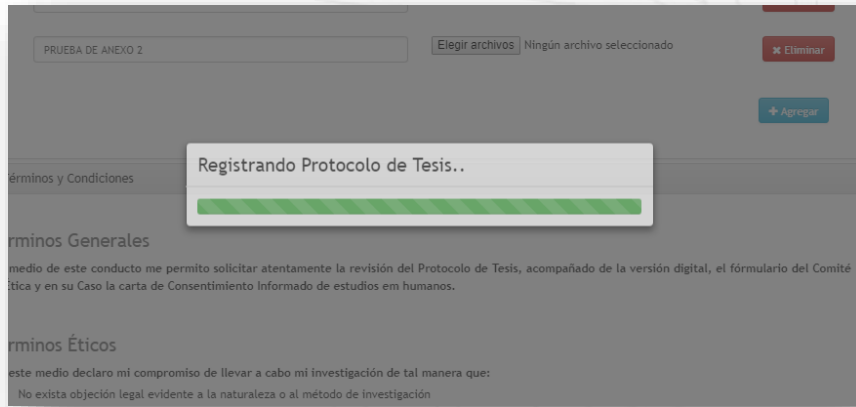 PRUEBA DE ANEXO 2
Elegir archivos Ningún archivo seleccionado
✖ Eliminar
+ Agregar
Términos y Condiciones
Registrando Protocolo de Tesis..
rminos Generales
medio de este conducto me permito solicitar atentamente la revisión del Protocolo de Tesis, acompañado de la versión digital, el fórmulario del Comité
Ética y en su Caso la carta de Consentimiento Informado de estudios em humanos.
rminos Éticos
este medio declaro mi compromiso de llevar a cabo mi investigación de tal manera que:
No exista objeción legal evidente a la naturaleza o al método de investigación